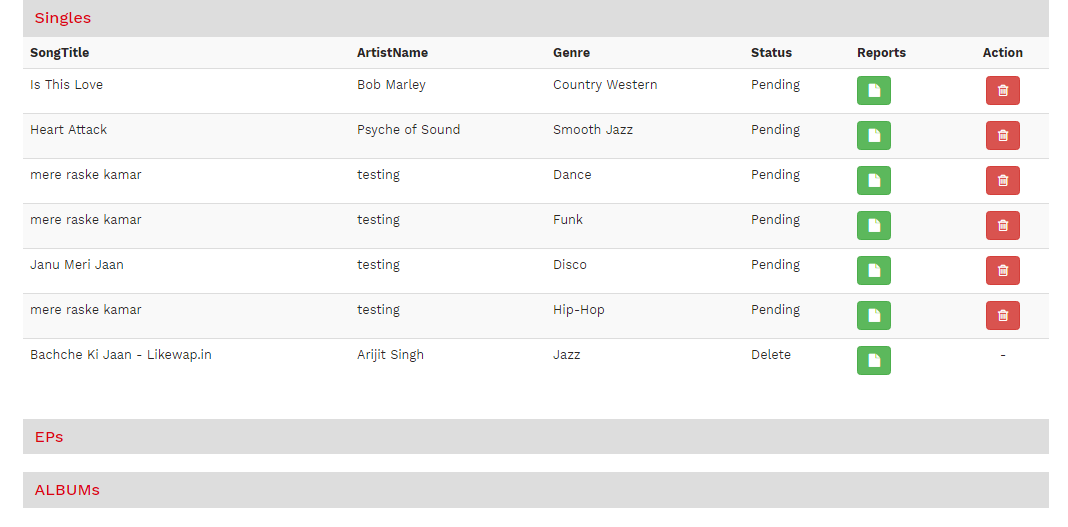 Singles
SongTitle ArtistName Genre Status Reports Action
Is This Love Bob Marley Country Western Pending
Heart Attack Psyche of Sound Smooth Jazz Pending
mere raske kamar testing Dance Pending
mere raske kamar testing Funk Pending
Janu Meri Jaan testing Disco Pending
mere raske kamar testing Hip-Hop Pending
Bachche Ki Jaan - Likewap.in Arijit Singh Jazz Delete -
EPs
ALBUMs